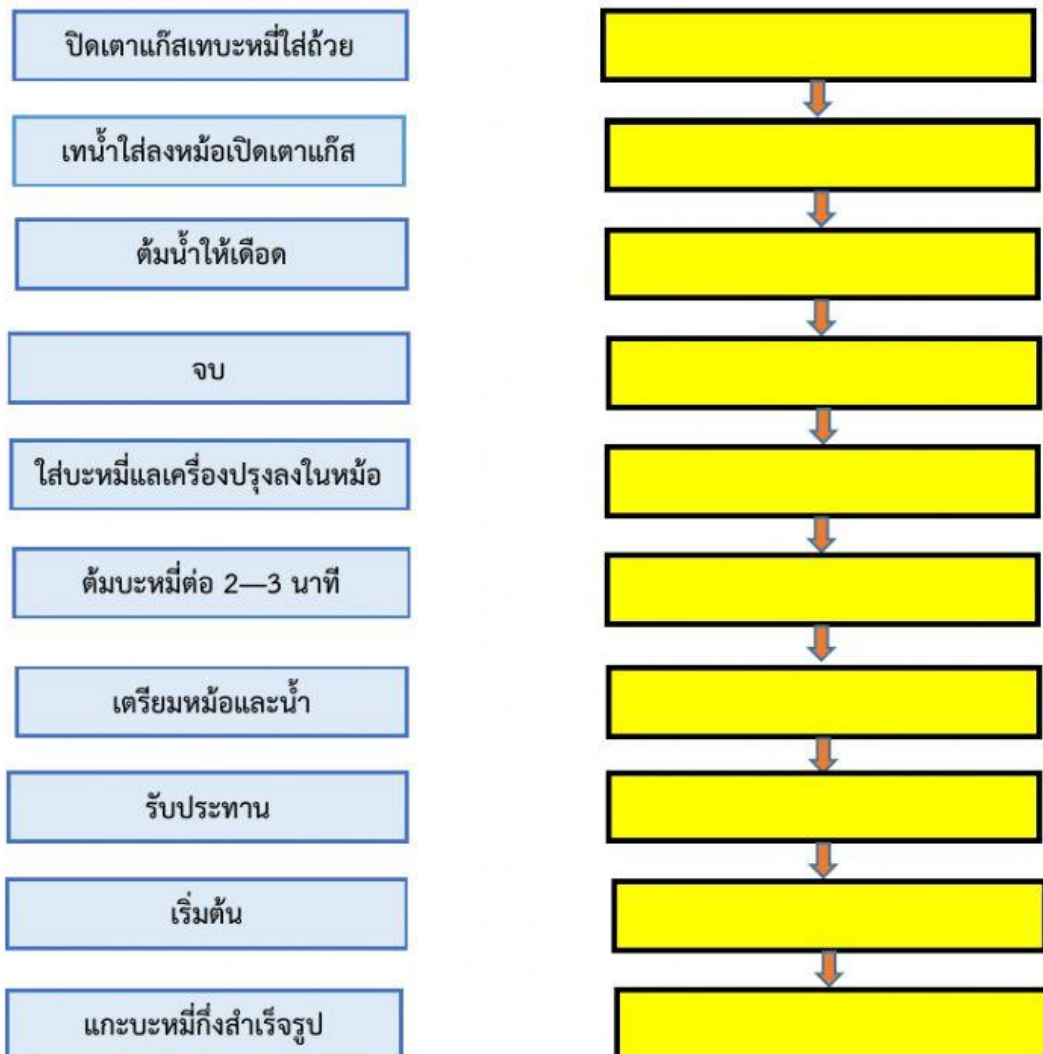 ปิดเตาแก๊สเทบะหมี่ใส่ถ้วย
เทน้ำใส่ลงหม้อเปิดเตาแก๊ส
ต้มน้ำให้เดือด
จบ
ใส่บะหมี่แลเครื่องปรุงลงในหม้อ
ต้มบะหมี่ต่อ 2—3 นาที
เตรียมหม้อและน้ำ
รับประทาน
เริ่มต้น
แกะบะหมี่กึ่งสำเร็จรูป